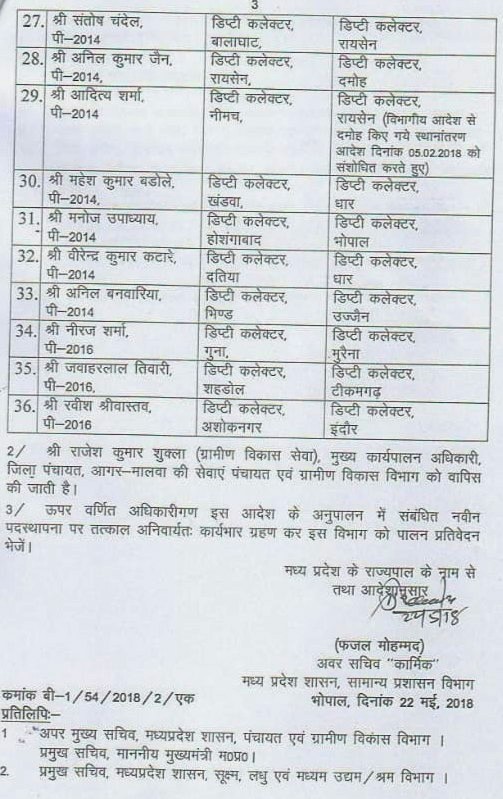 3
27. श्री संतोष चंदेल, डिप्टी कलेक्टर, डिप्टी कलेक्टर,
पी–2014 बालाघाट, रायसेन
28. श्री अनिल कुमार जैन, डिप्टी कलेक्टर, डिप्टी कलेक्टर,
पी–2014, रायसेन, दमोह
29. श्री आदित्य शर्मा, डिप्टी कलेक्टर, डिप्टी कलेक्टर,
पी–2014 नीमच, रायसेन (विभागीय आदेश से
दमोह किए गये स्थानांतरण
आदेश दिनांक 05.02.2018 को
संशोधित करते हुए)
30. श्री महेश कुमार बडोले, डिप्टी कलेक्टर, डिप्टी कलेक्टर,
पी–2014, खंडवा, धार
31. श्री मनोज उपाध्याय, डिप्टी कलेक्टर, डिप्टी कलेक्टर,
पी–2014 होशंगाबाद भोपाल
32. श्री वीरेन्द्र कुमार कटारे, डिप्टी कलेक्टर, डिप्टी कलेक्टर,
पी–2014 दतिया धार
33. श्री अनिल बनवारिया, डिप्टी कलेक्टर, डिप्टी कलेक्टर,
पी–2014 भिण्ड उज्जैन
34. श्री नीरज शर्मा, डिप्टी कलेक्टर, डिप्टी कलेक्टर,
पी–2016 गुना, मुरैना
35. श्री जवाहरलाल तिवारी, डिप्टी कलेक्टर, डिप्टी कलेक्टर,
पी–2016, शहडोल टीकमगढ़
36. श्री रवीश श्रीवास्तव, डिप्टी कलेक्टर, डिप्टी कलेक्टर,
पी–2016 अशोकनगर इंदौर
2/ श्री राजेश कुमार शुक्ला (ग्रामीण विकास सेवा), मुख्य कार्यपालन अधिकारी,
जिला पंचायत, आगर–मालवा की सेवाएं पंचायत एवं ग्रामीण विकास विभाग को वापिस
की जाती है।
3/ ऊपर वर्णित अधिकारीगण इस आदेश के अनुपालन में संबंधित नवीन
पदस्थापना पर तत्काल अनिवार्यतः कार्यभार ग्रहण कर इस विभाग को पालन प्रतिवेदन
भेजें।
मध्य प्रदेश के राज्यपाल के नाम से
तथा आदेशानुसार
(फजल मोहम्मद)
अवर सचिव "कार्मिक"
मध्य प्रदेश शासन, सामान्य प्रशासन विभाग
कमांक बी–1/54/2018/2/एक भोपाल, दिनांक 22 मई, 2018
प्रतिलिपिः–
1 अपर मुख्य सचिव, मध्यप्रदेश शासन, पंचायत एवं ग्रामीण विकास विभाग ।
प्रमुख सचिव, माननीय मुख्यमंत्री म०प्र०।
2. प्रमुख सचिव, मध्यप्रदेश शासन, सूक्ष्म, लघु एवं मध्यम उद्यम/श्रम विभाग ।